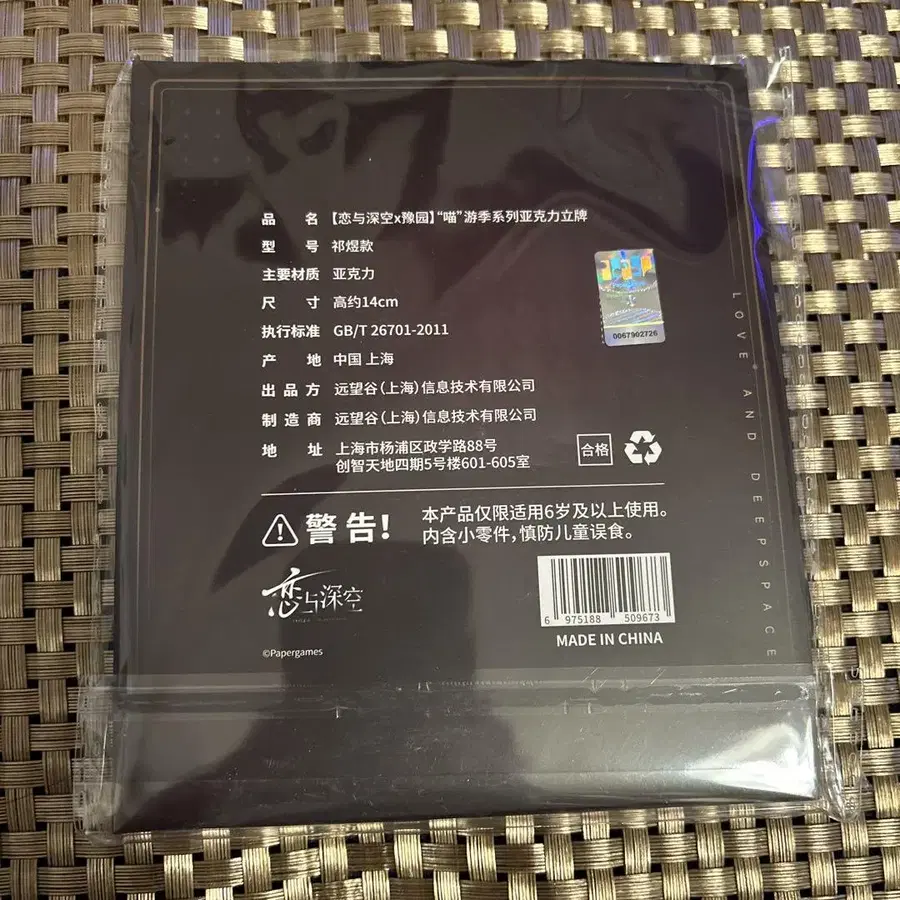 品 名 【恋与深空x豫园】“喵”游季系列亚克力立牌
型 号 祁煜款
主要材质 亚克力
尺 寸 高约14cm
执行标准 GB/T 26701-2011
产 地 中国 上海
出 品 方 远望谷(上海)信息技术有限公司
制 造 商 远望谷(上海)信息技术有限公司
地 址 上海市杨浦区政学路88号
创智天地四期5号楼601-605室
0067902726
合格
警告!
本产品仅限适用6岁及以上使用。
内含小零件,慎防儿童误食。
恋与深空
©Papergames
6 975188 509673
MADE IN CHINA
LOVE AND DEEPSPACE